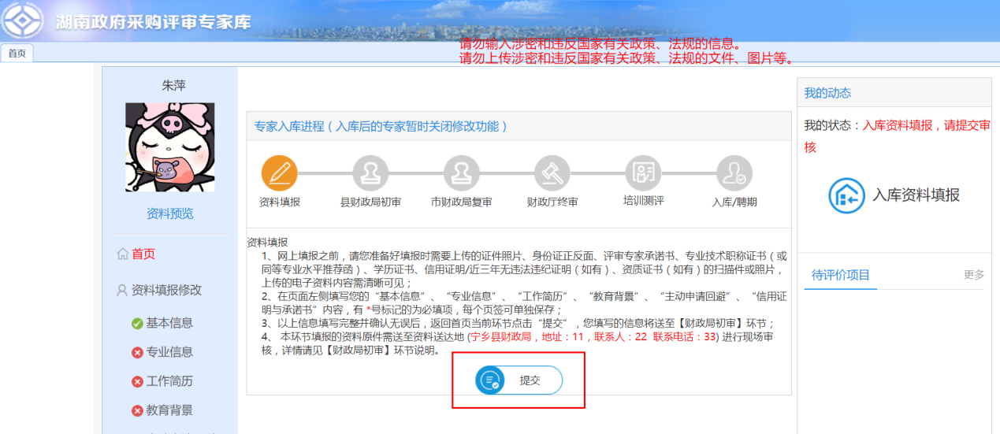 湖南政府采购评审专家库
请勿输入涉密和违反国家有关政策、法规的信息。
请勿上传涉密和违反国家有关政策、法规的文件、图片等。
首页
朱萍
资料预览
首页
资料填报修改
基本信息
专业信息
工作简历
教育背景
专家入库进程（入库后的专家暂时关闭修改功能）
资料填报
县财政局初审
市财政局复审
财政厅终审
培训测评
入库/聘期
资料填报
1、网上填报之前，请您准备好填报时需要上传的证件照片、身份证正反面、评审专家承诺书、专业技术职称证书（或
同等专业水平推荐函）、学历证书、信用证明/近三年无违法违纪证明（如有）、资质证书（如有）的扫描件或照片，
上传的电子资料内容需清晰可见；
2、在页面左侧填写您的“基本信息”、“专业信息”、“工作简历”、“教育背景”、“主动申请回避”、“信用证
明与承诺书”内容，有 *号标记的为必填项，每个页签可单独保存；
3、以上信息填写完整并确认无误后，返回首页当前环节点击“提交”，您填写的信息将送至【财政局初审】环节；
4、 本环节填报的资料原件需送至资料送达地 (宁乡县财政局，地址：11，联系人：22 联系电话：33) 进行现场审
核，详情请见【财政局初审】环节说明。
提交
我的动态
我的状态：入库资料填报，请提交审
核
入库资料填报
待评价项目
更多